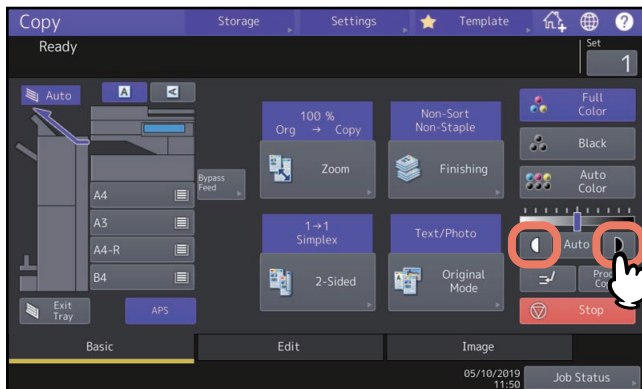 Copy
Storage
Settings
Template
?
Ready
Set
1
Auto
A
A
100 %
Org → Copy
Zoom
Non-Sort
Non-Staple
Finishing
Full
Color
Black
Auto
Color
Bypass
Feed
A4
A3
A4-R
B4
1→1
Simplex
2-Sided
Text/Photo
Original
Mode
Auto
Exit
Tray
APS
Stop
Basic
Edit
Image
05/10/2019
11:50
Job Status